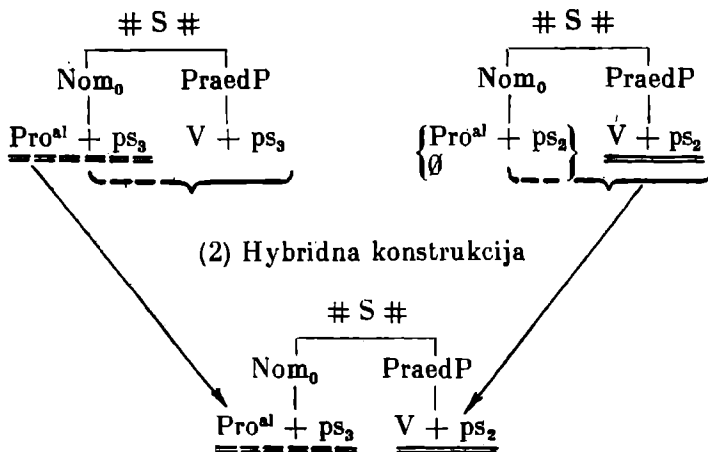 # S # # S #
Nom₀ PraedP Nom₀ PraedP
Proᵃˡ + ps₃ V + ps₃ {Proᵃˡ + ps₂} V + ps₂
Ø
(2) Hybridna konstrukcija
# S #
Nom₀ PraedP
Proᵃˡ + ps₃ V + ps₂